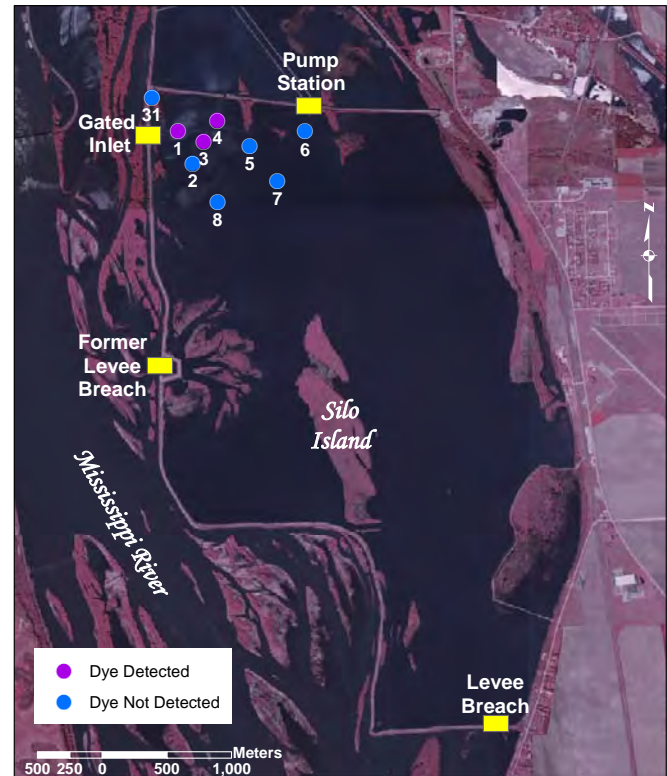 Pump
Station
31
Gated
Inlet
1
4
3
2
5
6
7
8
N
Former
Levee
Breach
Silo
Island
Mississippi River
Dye Detected
Dye Not Detected
Levee
Breach
Meters
500 250 0 500 1,000